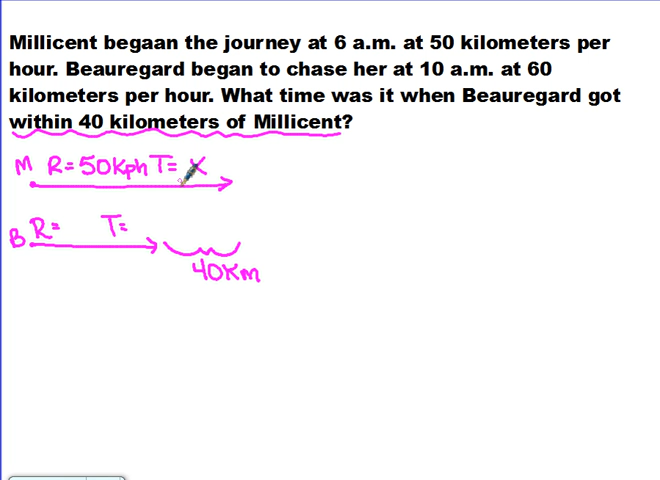 Millicent begaan the journey at 6 a.m. at 50 kilometers per
hour. Beauregard began to chase her at 10 a.m. at 60
kilometers per hour. What time was it when Beauregard got
within 40 kilometers of Millicent?
M R=50Kph T= X
B R= T=
40Km